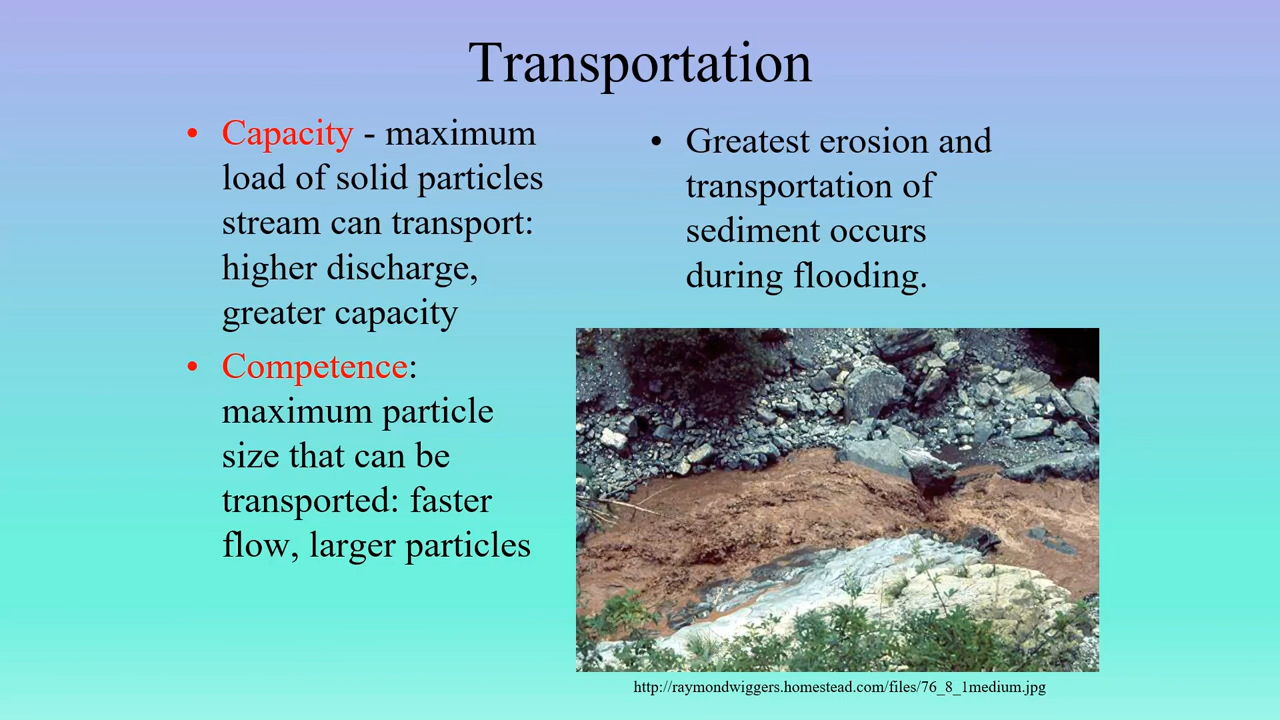 Transportation
• Capacity - maximum
load of solid particles
stream can transport:
higher discharge,
greater capacity
• Competence:
maximum particle
size that can be
transported: faster
flow, larger particles
• Greatest erosion and
transportation of
sediment occurs
during flooding.
http://raymondwiggers.homestead.com/files/76_8_1medium.jpg